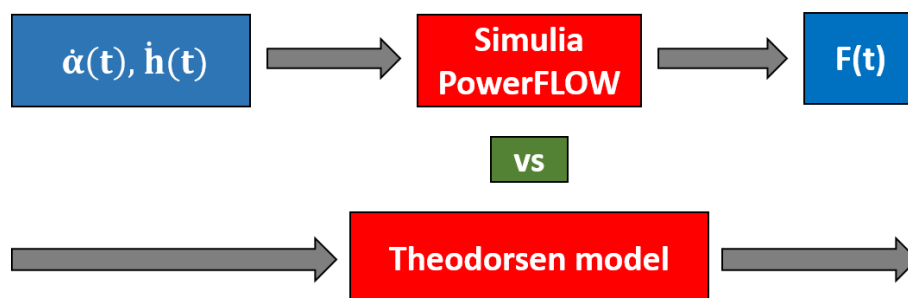 α̇(t), ḣ(t)
Simulia
PowerFLOW
F(t)
vs
Theodorsen model